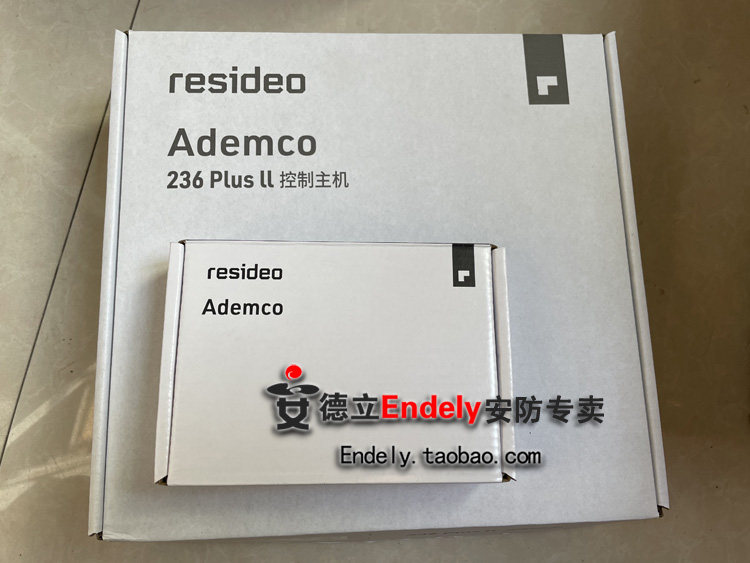 resideo
Ademco
236 Plus ll 控制主机
resideo
Ademco
安 德立Endely安防专卖
Endely.taobao.com